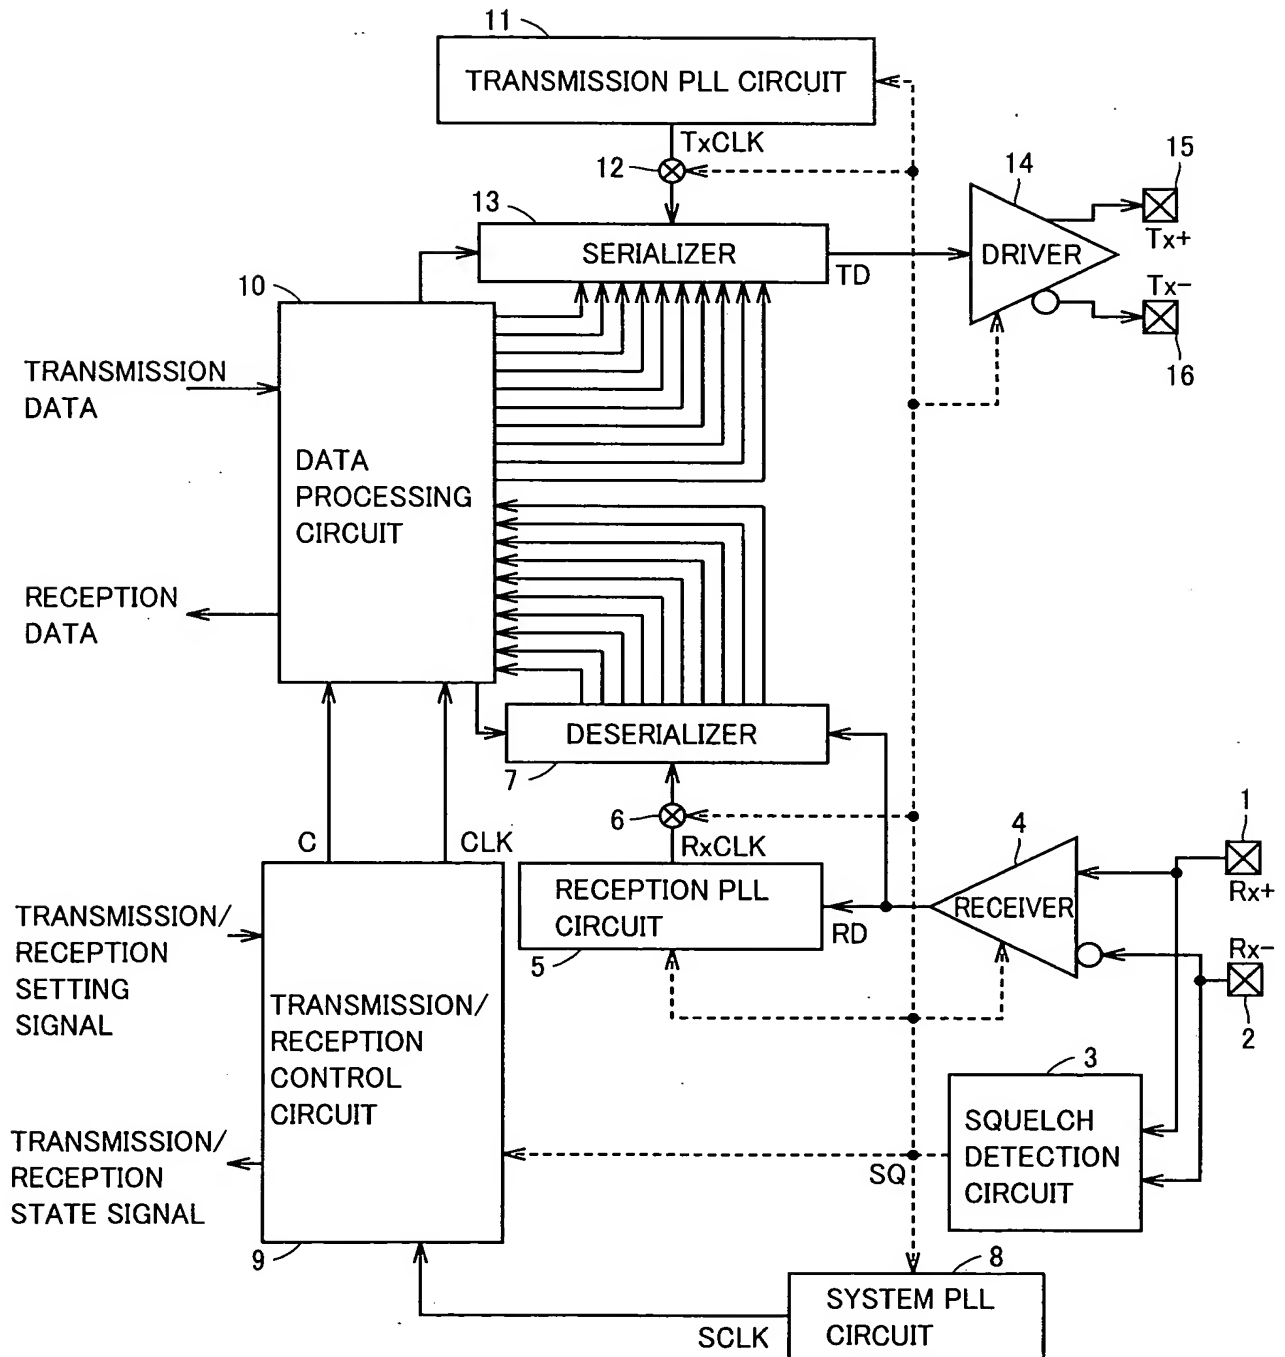 11
TRANSMISSION PLL CIRCUIT
TxCLK
12
13
SERIALIZER
TD
14
DRIVER
15
Tx+
Tx−
16
10
TRANSMISSION
DATA
DATA
PROCESSING
CIRCUIT
RECEPTION
DATA
DESERIALIZER
7
6
RxCLK
C
CLK
RECEPTION PLL
CIRCUIT
5
RD
4
RECEIVER
1
Rx+
Rx−
2
TRANSMISSION/
RECEPTION
SETTING
SIGNAL
TRANSMISSION/
RECEPTION
CONTROL
CIRCUIT
TRANSMISSION/
RECEPTION
STATE SIGNAL
9
3
SQUELCH
DETECTION
CIRCUIT
SQ
8
SYSTEM PLL
CIRCUIT
SCLK